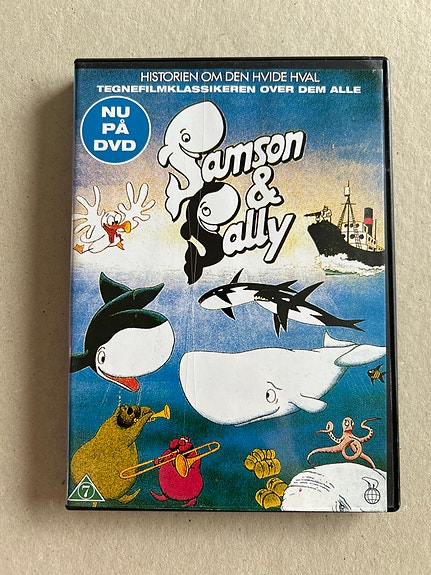 HISTORIEN OM DEN HVIDE HVAL
TEGNEFILMKLASSIKEREN OVER DEM ALLE
NU
PÅ
DVD
Samson
&
Sally
7